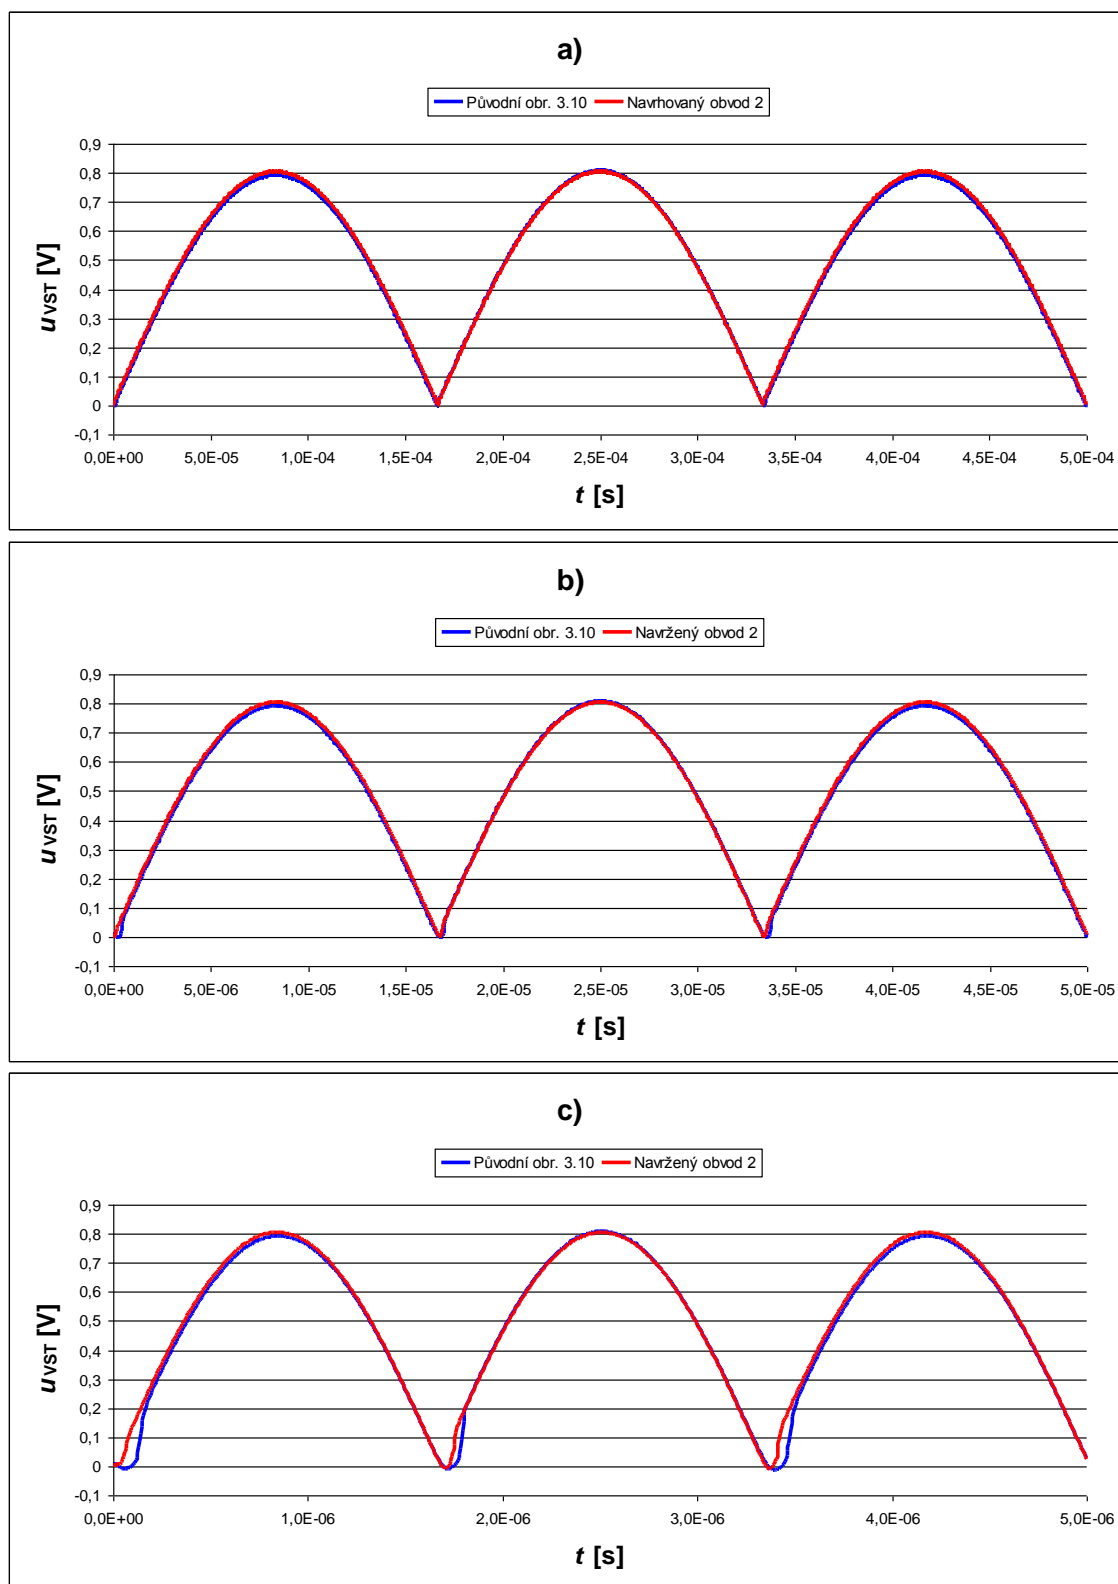 a)
Původní obr. 3.10 Navrhovaný obvod 2
0,9
0,8
0,7
0,6
0,5
0,4
0,3
0,2
0,1
0
-0,1
u VST [V]
0,0E+00 5,0E-05 1,0E-04 1,5E-04 2,0E-04 2,5E-04 3,0E-04 3,5E-04 4,0E-04 4,5E-04 5,0E-04
t [s]
b)
Původní obr. 3.10 Navržený obvod 2
0,9
0,8
0,7
0,6
0,5
0,4
0,3
0,2
0,1
0
-0,1
u VST [V]
0,0E+00 5,0E-06 1,0E-05 1,5E-05 2,0E-05 2,5E-05 3,0E-05 3,5E-05 4,0E-05 4,5E-05 5,0E-05
t [s]
c)
Původní obr. 3.10 Navržený obvod 2
0,9
0,8
0,7
0,6
0,5
0,4
0,3
0,2
0,1
0
-0,1
u VST [V]
0,0E+00 1,0E-06 2,0E-06 3,0E-06 4,0E-06 5,0E-06
t [s]